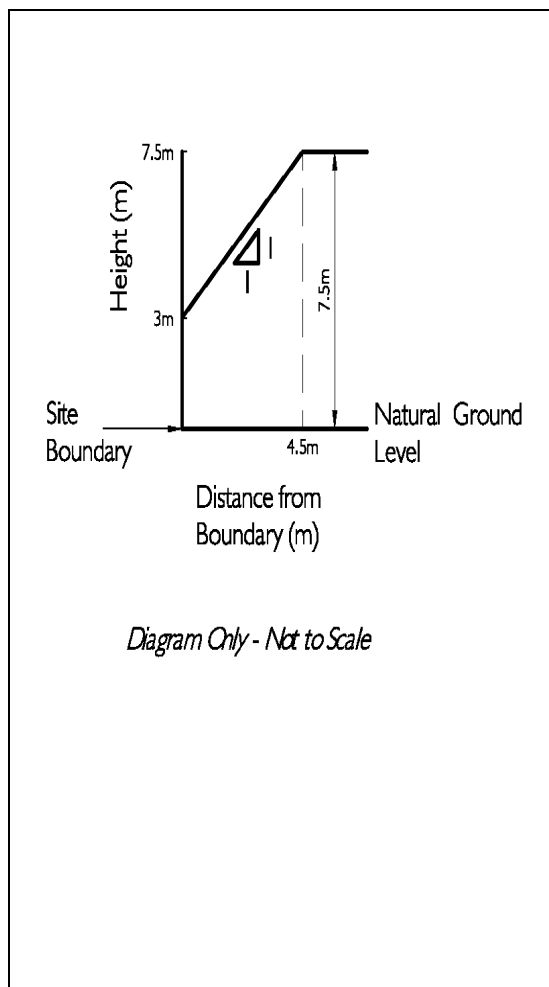 7.5m
Height (m)
1
1
7.5m
3m
Site
Boundary
Natural Ground
Level
4.5m
Distance from
Boundary (m)
Diagram Only - Not to Scale